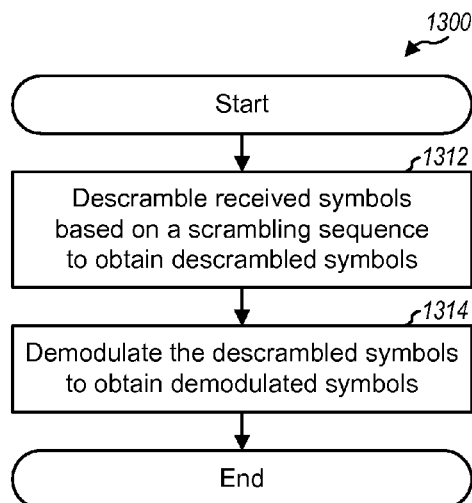 1300
Start
1312
Descramble received symbols
based on a scrambling sequence
to obtain descrambled symbols
1314
Demodulate the descrambled symbols
to obtain demodulated symbols
End